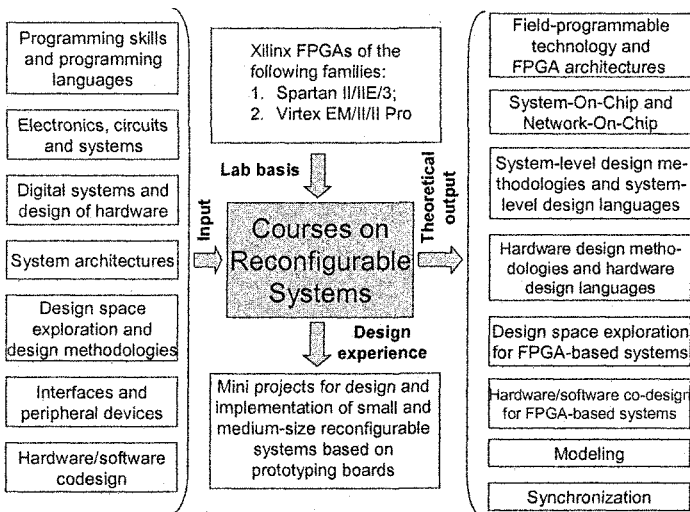 Programming skills
and programming
languages
Electronics, circuits
and systems
Digital systems and
design of hardware
System architectures
Design space
exploration and
design methodologies
Interfaces and
peripheral devices
Hardware/software
codesign
Input
Xilinx FPGAs of the
following families:
1. Spartan II/IIE/3;
2. Virtex EM/II/II Pro
Lab basis
Courses on
Reconfigurable
Systems
Design
experience
Mini projects for design and
implementation of small and
medium-size reconfigurable
systems based on
prototyping boards
Theoretical
output
Field-programmable
technology and
FPGA architectures
System-On-Chip and
Network-On-Chip
System-level design me-
thodologies and system-
level design languages
Hardware design metho-
dologies and hardware
design languages
Design space exploration
for FPGA-based systems
Hardware/software co-design
for FPGA-based systems
Modeling
Synchronization